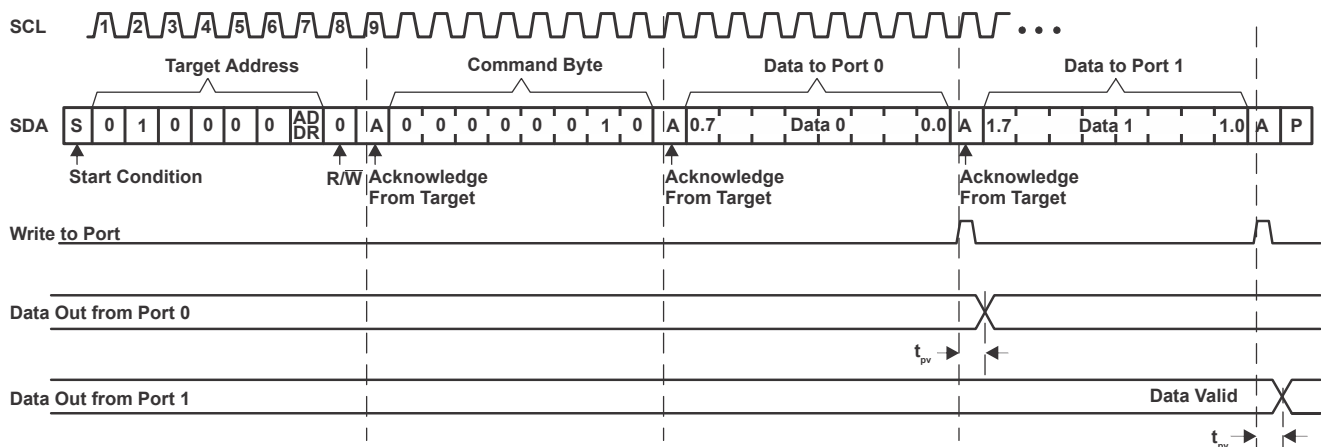 SCL 1 2 3 4 5 6 7 8 9 • • •
Target Address Command Byte Data to Port 0 Data to Port 1
SDA S 0 1 0 0 0 0 AD DR 0 A 0 0 0 0 0 0 1 0 A 0.7 Data 0 0.0 A 1.7 Data 1 1.0 A P
Start Condition R/W̅ Acknowledge From Target Acknowledge From Target Acknowledge From Target
Write to Port
Data Out from Port 0
tpv
Data Out from Port 1 Data Valid
tpv